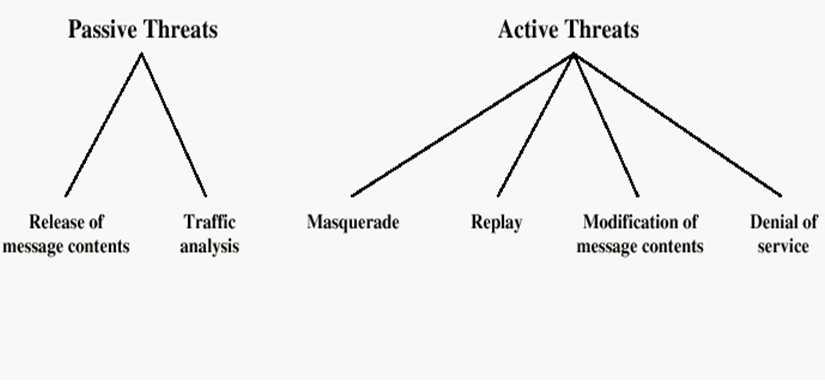 Passive Threats
Active Threats
Release of
message contents
Traffic
analysis
Masquerade
Replay
Modification of
message contents
Denial of
service